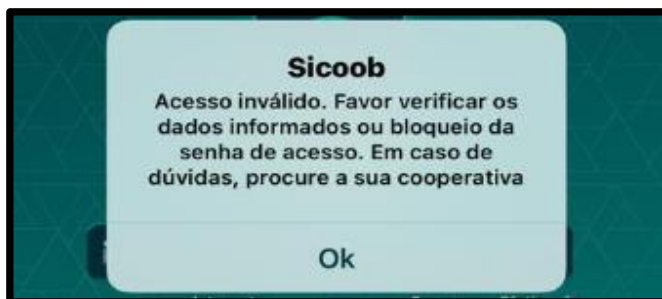 Sicoob
Acesso inválido. Favor verificar os
dados informados ou bloqueio da
senha de acesso. Em caso de
dúvidas, procure a sua cooperativa
Ok